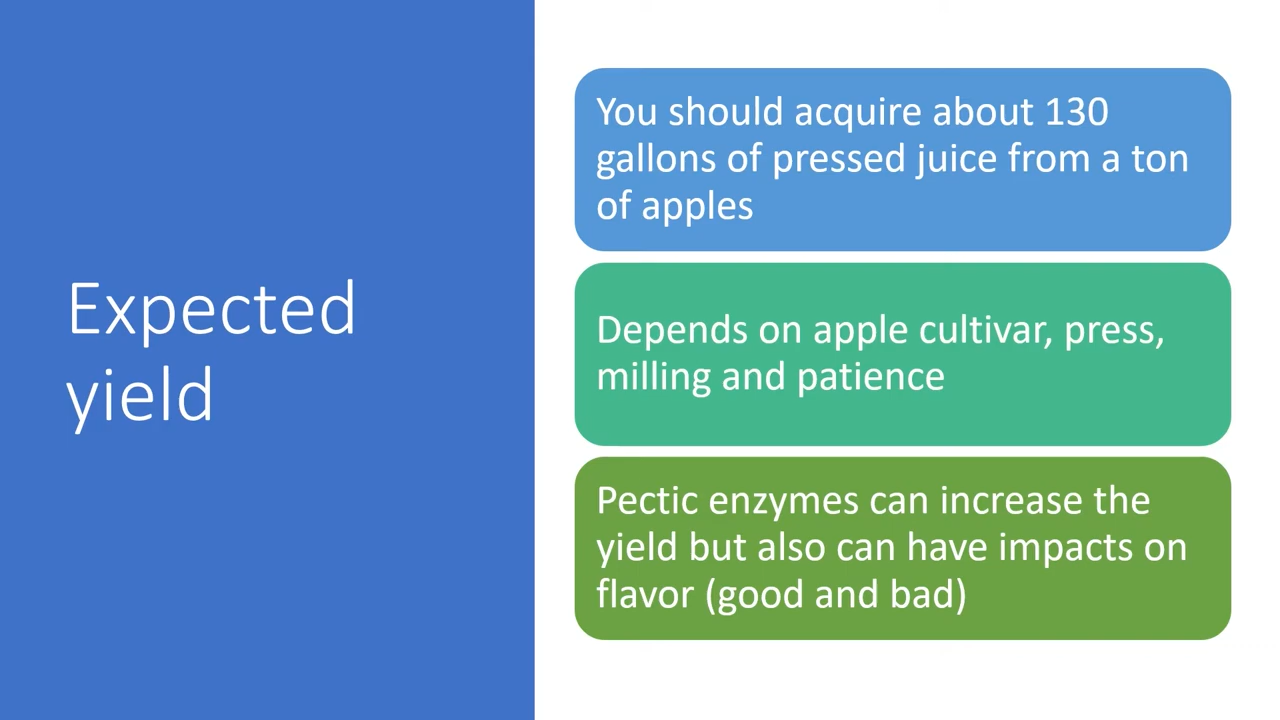 Expected
yield
You should acquire about 130
gallons of pressed juice from a ton
of apples
Depends on apple cultivar, press,
milling and patience
Pectic enzymes can increase the
yield but also can have impacts on
flavor (good and bad)